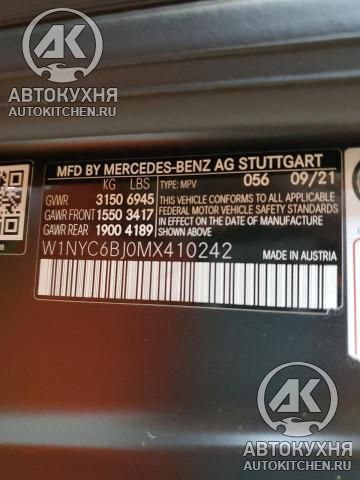 АК
АВТОКУХНЯ
AUTOKITCHEN.RU
MFD BY MERCEDES-BENZ AG STUTTGART
KG LBS TYPE: MPV 056 09/21
GVWR 3150 6945 THIS VEHICLE CONFORMS TO ALL APPLICABLE
GAWR FRONT 1550 3417 FEDERAL MOTOR VEHICLE SAFETY STANDARDS
GAWR REAR 1900 4189 IN EFFECT ON THE DATE OF MANUFACTURE SHOWN ABOVE.
W1NYC6BJ0MX410242
MADE IN AUSTRIA
АК
АВТОКУХНЯ
AUTOKITCHEN.RU